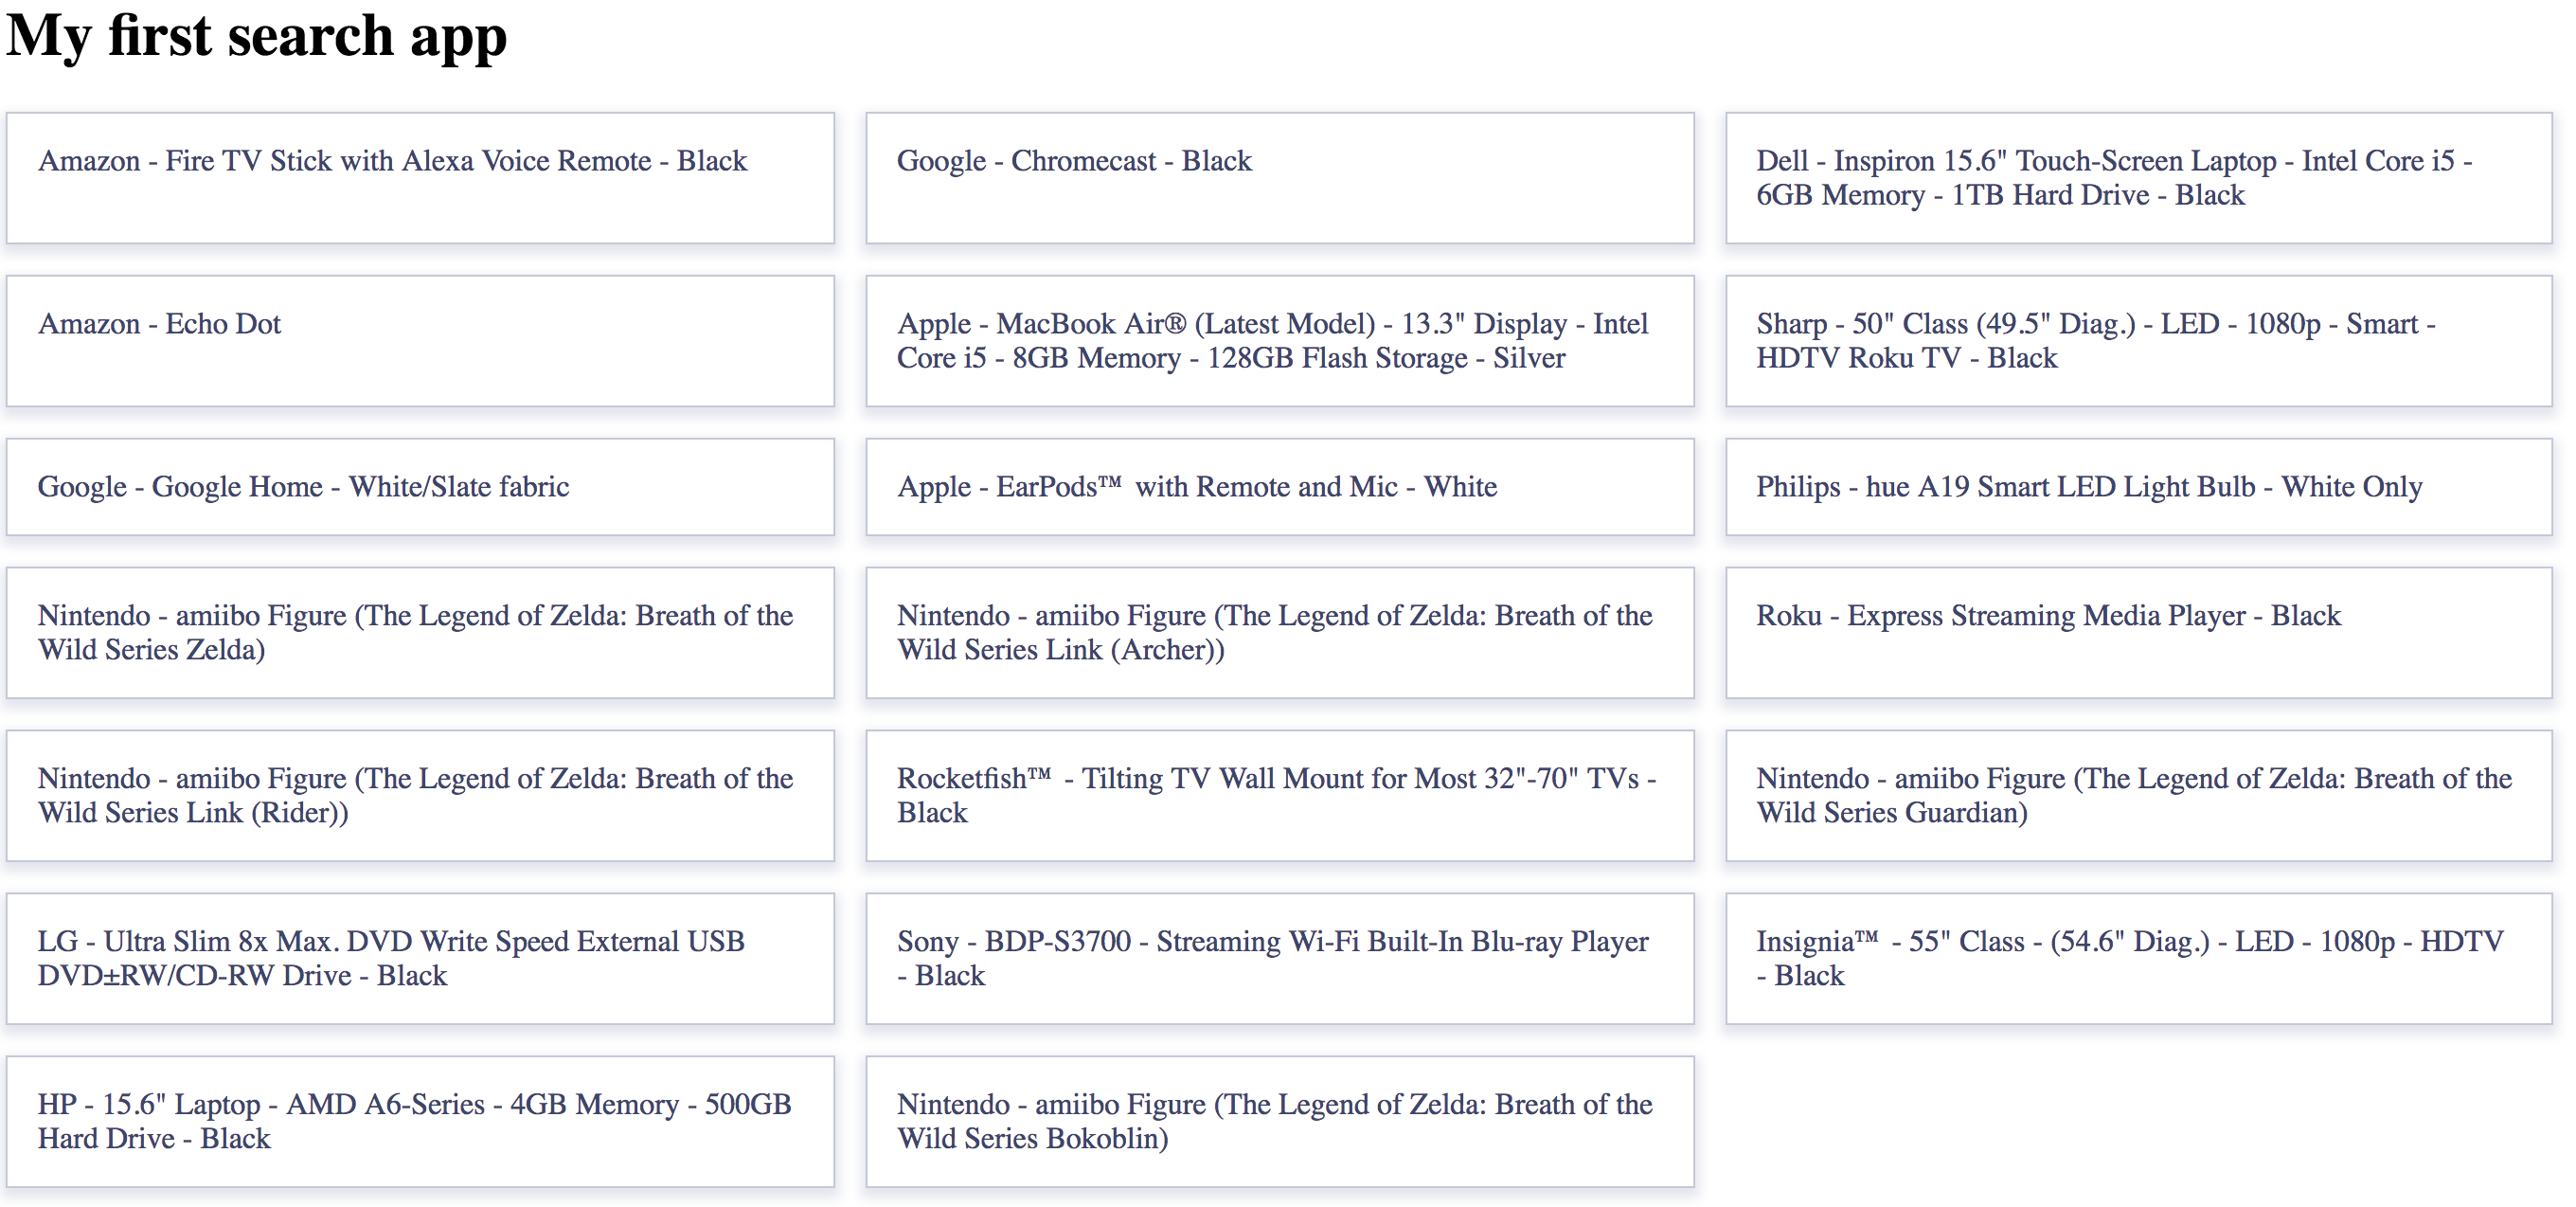 My first search app
Amazon - Fire TV Stick with Alexa Voice Remote - Black
Google - Chromecast - Black
Dell - Inspiron 15.6" Touch-Screen Laptop - Intel Core i5 -
6GB Memory - 1TB Hard Drive - Black
Amazon - Echo Dot
Apple - MacBook Air® (Latest Model) - 13.3" Display - Intel
Core i5 - 8GB Memory - 128GB Flash Storage - Silver
Sharp - 50" Class (49.5" Diag.) - LED - 1080p - Smart -
HDTV Roku TV - Black
Google - Google Home - White/Slate fabric
Apple - EarPods™ with Remote and Mic - White
Philips - hue A19 Smart LED Light Bulb - White Only
Nintendo - amiibo Figure (The Legend of Zelda: Breath of the
Wild Series Zelda)
Nintendo - amiibo Figure (The Legend of Zelda: Breath of the
Wild Series Link (Archer))
Roku - Express Streaming Media Player - Black
Nintendo - amiibo Figure (The Legend of Zelda: Breath of the
Wild Series Link (Rider))
Rocketfish™ - Tilting TV Wall Mount for Most 32"-70" TVs -
Black
Nintendo - amiibo Figure (The Legend of Zelda: Breath of the
Wild Series Guardian)
LG - Ultra Slim 8x Max. DVD Write Speed External USB
DVD±RW/CD-RW Drive - Black
Sony - BDP-S3700 - Streaming Wi-Fi Built-In Blu-ray Player
- Black
Insignia™ - 55" Class - (54.6" Diag.) - LED - 1080p - HDTV
- Black
HP - 15.6" Laptop - AMD A6-Series - 4GB Memory - 500GB
Hard Drive - Black
Nintendo - amiibo Figure (The Legend of Zelda: Breath of the
Wild Series Bokoblin)